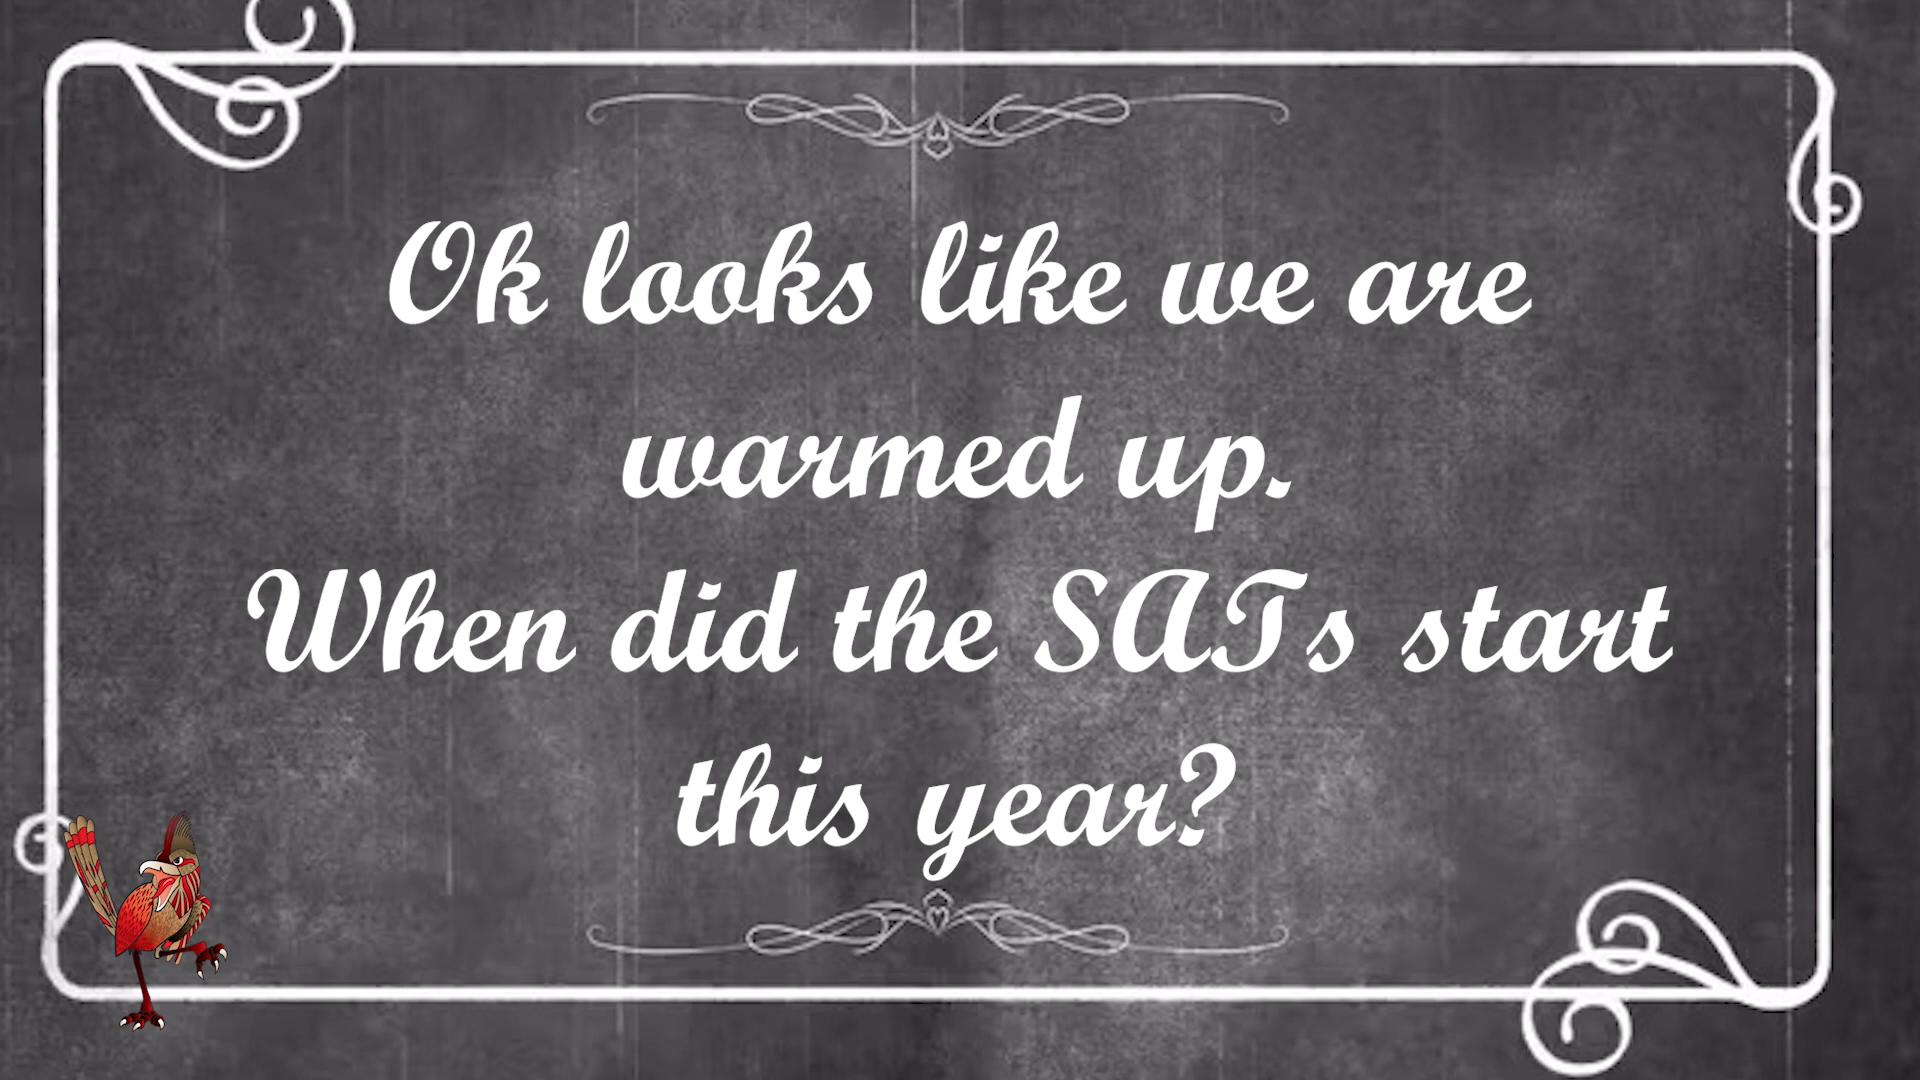 Ok looks like we are
warmed up.
When did the SATs start
this year?